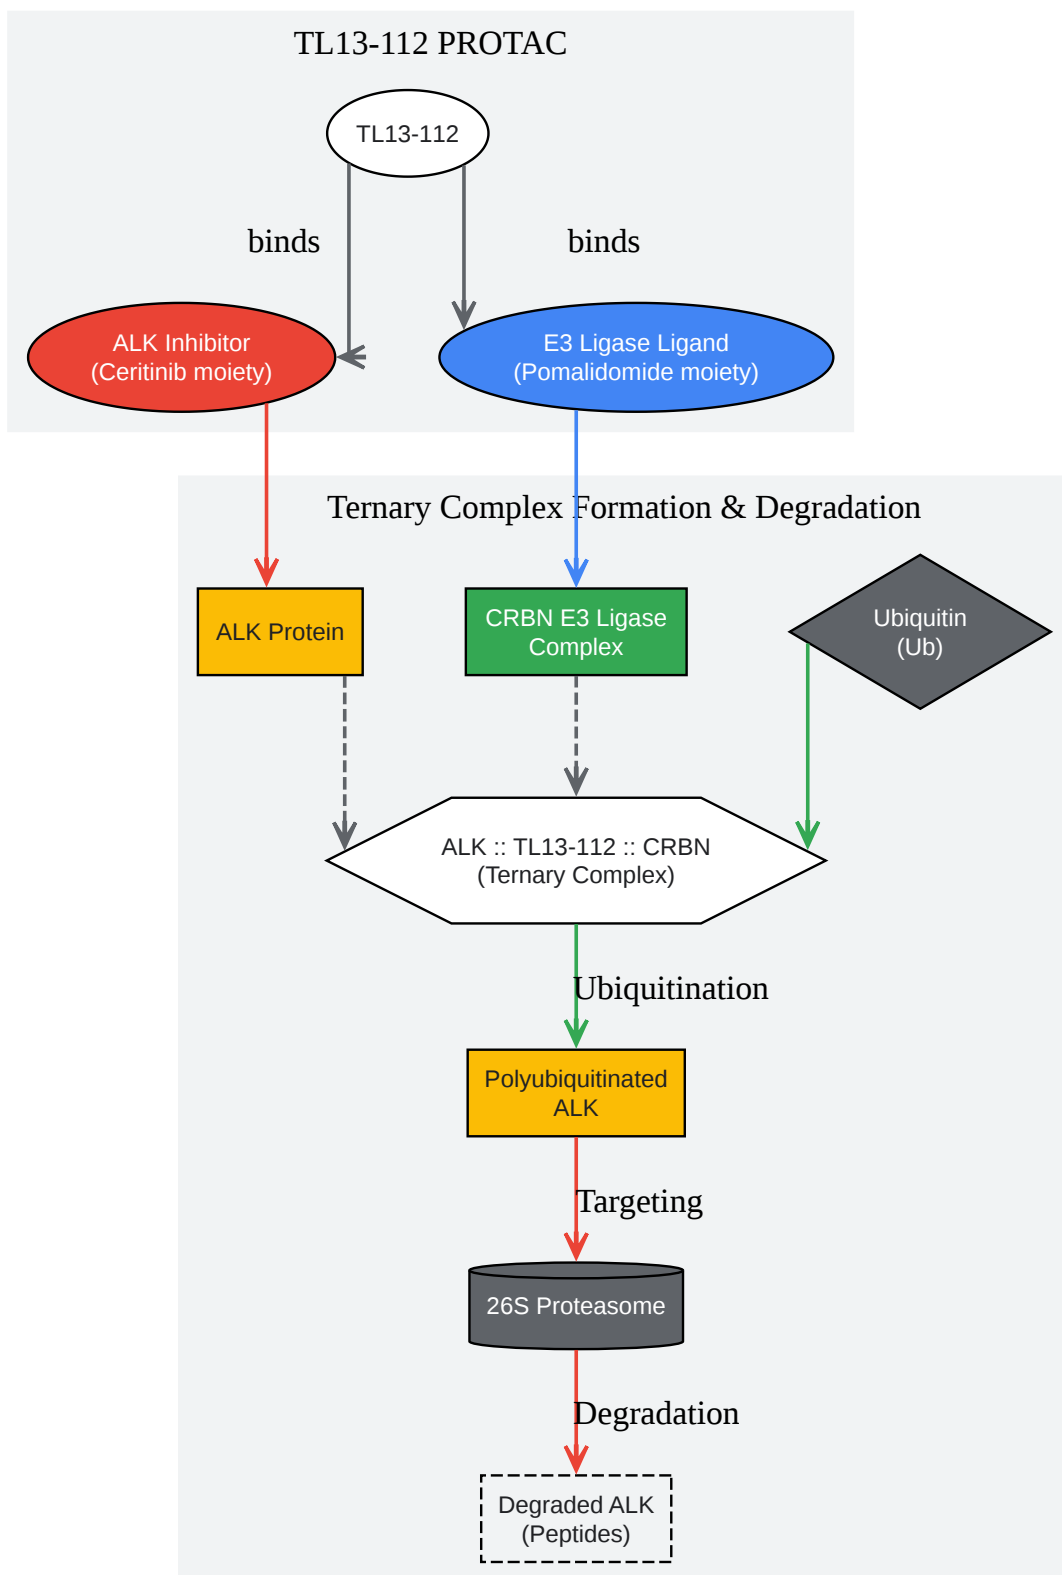 TL13-112 PROTAC
TL13-112
binds
binds
ALK Inhibitor
(Ceritinib moiety)
E3 Ligase Ligand
(Pomalidomide moiety)
Ternary Complex Formation & Degradation
ALK Protein
CRBN E3 Ligase
Complex
Ubiquitin
(Ub)
ALK :: TL13-112 :: CRBN
(Ternary Complex)
Ubiquitination
Polyubiquitinated
ALK
Targeting
26S Proteasome
Degradation
Degraded ALK
(Peptides)